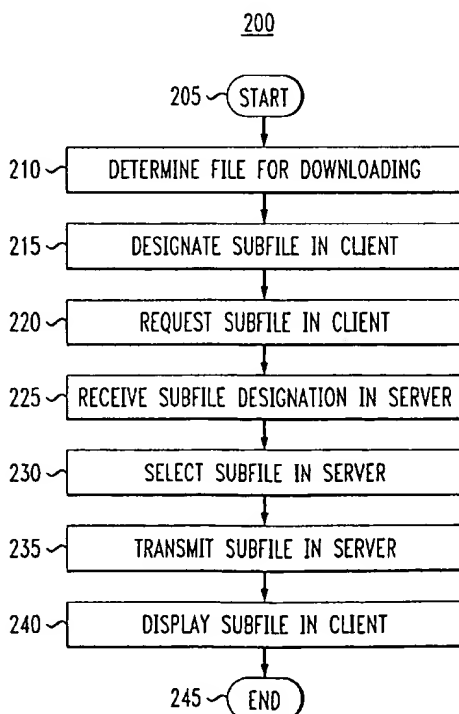 200
205 START
210 DETERMINE FILE FOR DOWNLOADING
215 DESIGNATE SUBFILE IN CLIENT
220 REQUEST SUBFILE IN CLIENT
225 RECEIVE SUBFILE DESIGNATION IN SERVER
230 SELECT SUBFILE IN SERVER
235 TRANSMIT SUBFILE IN SERVER
240 DISPLAY SUBFILE IN CLIENT
245 END